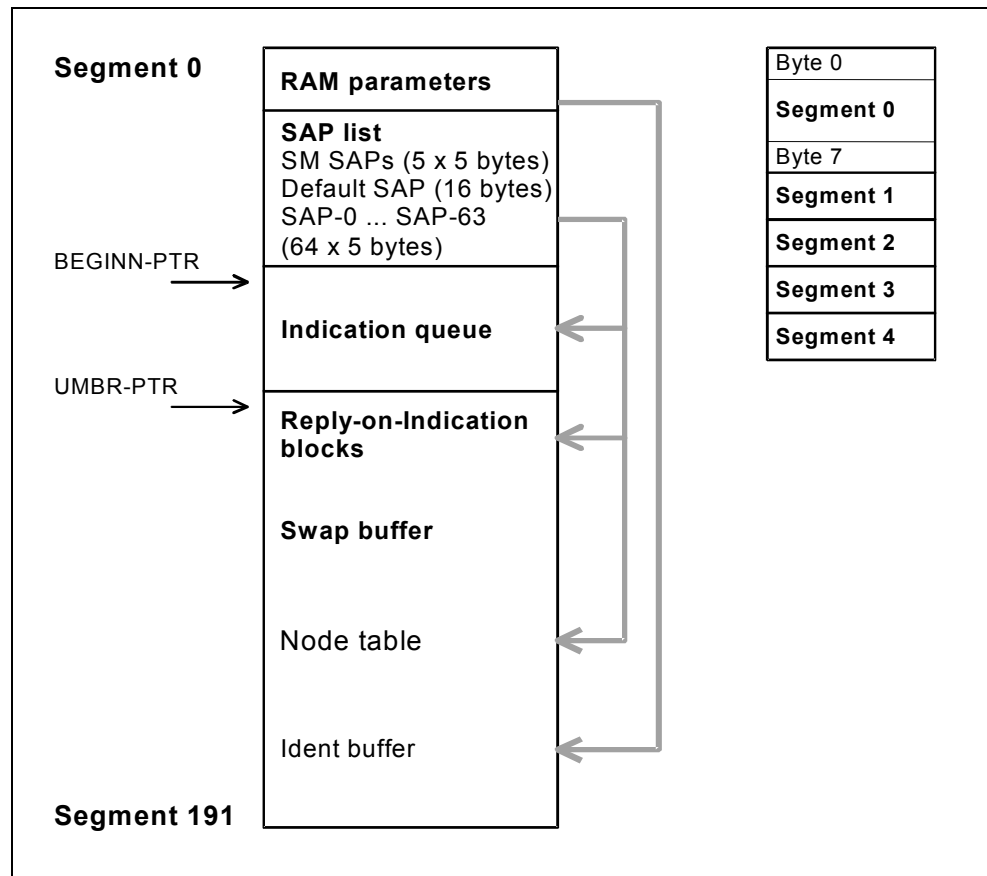 Segment 0
RAM parameters
SAP list
SM SAPs (5 x 5 bytes)
Default SAP (16 bytes)
SAP-0 ... SAP-63
(64 x 5 bytes)
BEGINN-PTR
Indication queue
UMBR-PTR
Reply-on-Indication
blocks
Swap buffer
Node table
Ident buffer
Segment 191
Byte 0
Segment 0
Byte 7
Segment 1
Segment 2
Segment 3
Segment 4